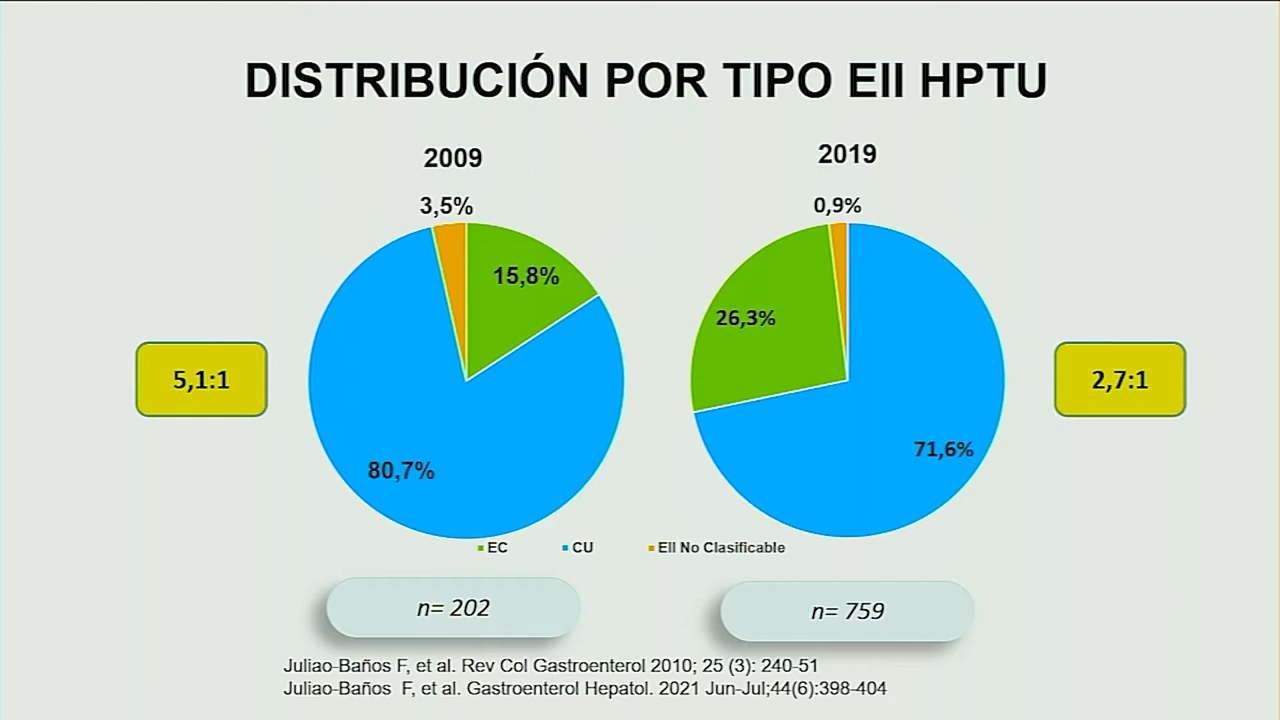 DISTRIBUCIÓN POR TIPO EII HPTU
2009
2019
3,5%
0,9%
15,8%
26,3%
5,1:1
2,7:1
80,7%
71,6%
EC
CU
EII No Clasificable
n= 202
n= 759
Juliao-Baños F, et al. Rev Col Gastroenterol 2010; 25 (3): 240-51
Juliao-Baños  F, et al. Gastroenterol Hepatol. 2021 Jun-Jul;44(6):398-404